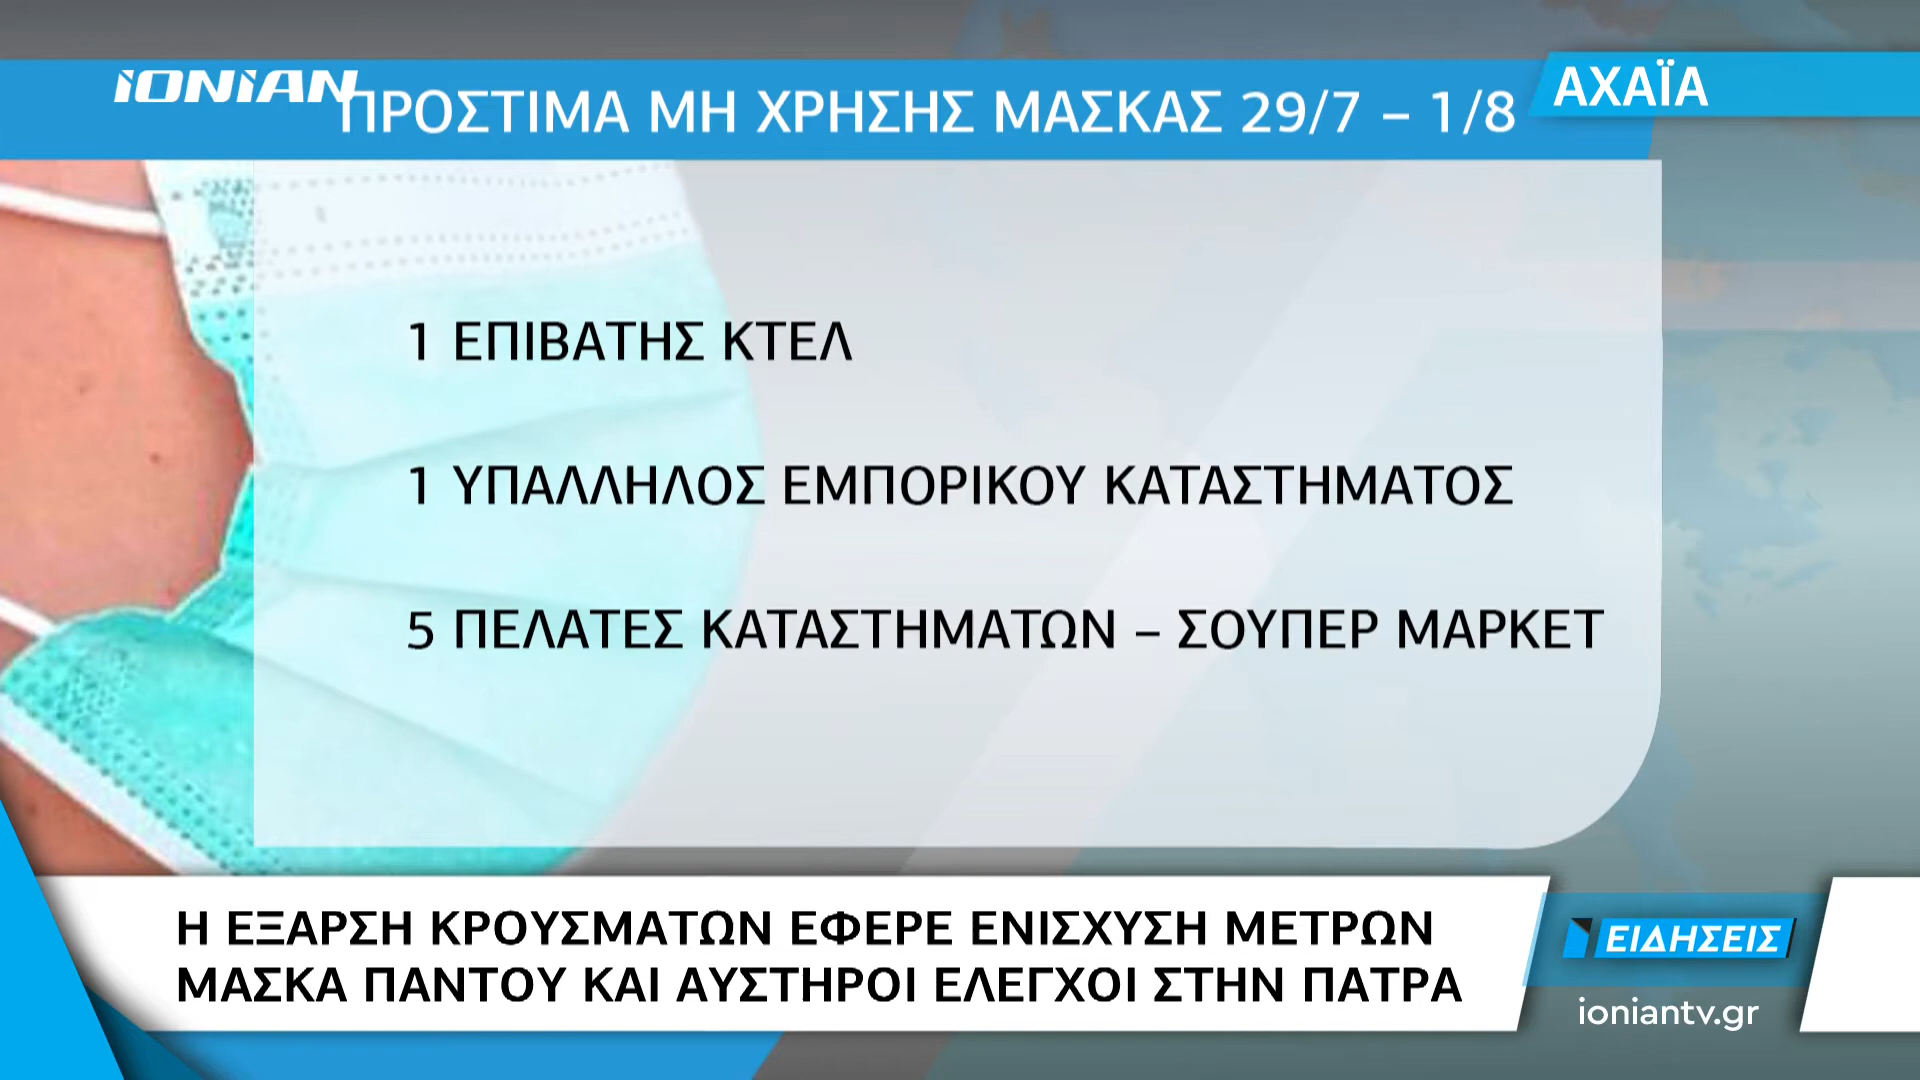 IONIAN
ΠΡΟΣΤΙΜΑ ΜΗ ΧΡΗΣΗΣ ΜΑΣΚΑΣ 29/7 – 1/8
ΑΧΑΪΑ
1 ΕΠΙΒΑΤΗΣ ΚΤΕΛ
1 ΥΠΑΛΛΗΛΟΣ ΕΜΠΟΡΙΚΟΥ ΚΑΤΑΣΤΗΜΑΤΟΣ
5 ΠΕΛΑΤΕΣ ΚΑΤΑΣΤΗΜΑΤΩΝ – ΣΟΥΠΕΡ ΜΑΡΚΕΤ
Η ΕΞΑΡΣΗ ΚΡΟΥΣΜΑΤΩΝ ΕΦΕΡΕ ΕΝΙΣΧΥΣΗ ΜΕΤΡΩΝ
ΜΑΣΚΑ ΠΑΝΤΟΥ ΚΑΙ ΑΥΣΤΗΡΟΙ ΕΛΕΓΧΟΙ ΣΤΗΝ ΠΑΤΡΑ
ΕΙΔΗΣΕΙΣ
ioniantv.gr